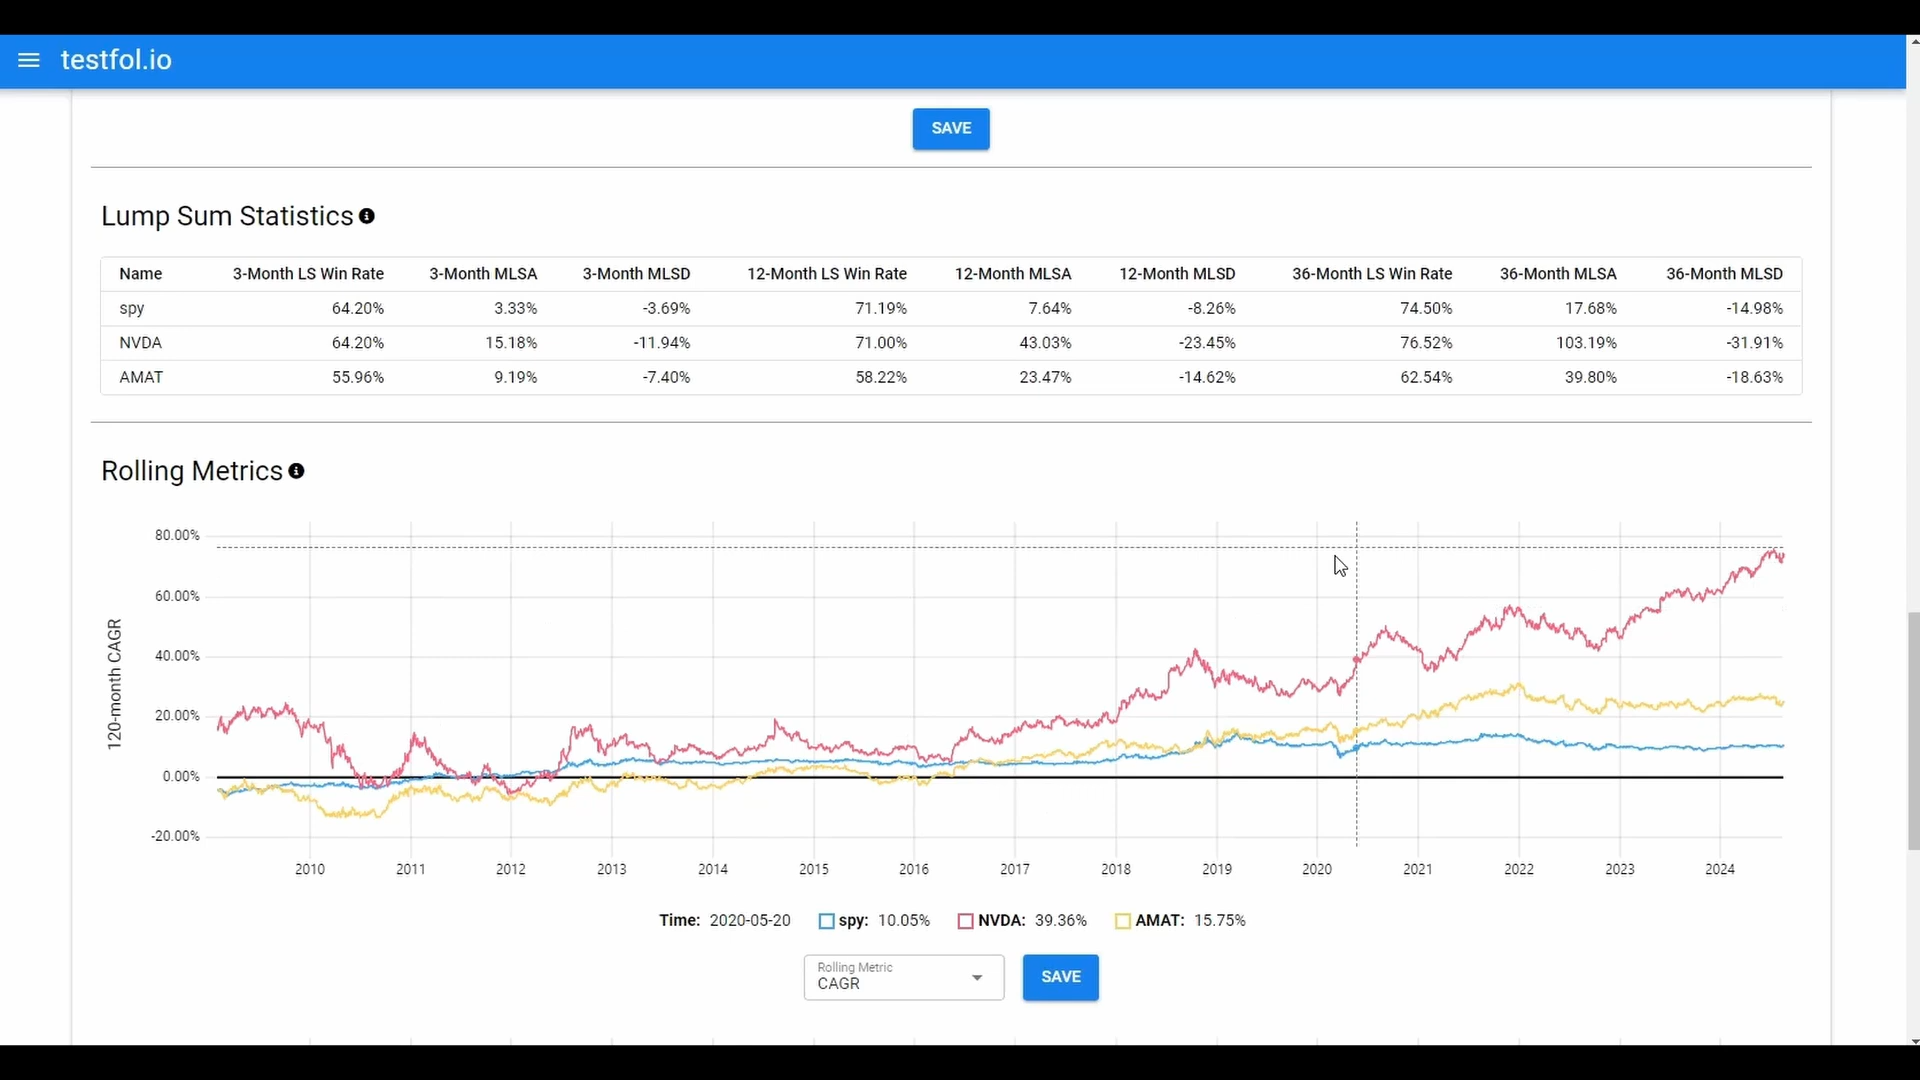 testfol.io
SAVE
Lump Sum Statistics
Name 3-Month LS Win Rate 3-Month MLSA 3-Month MLSD 12-Month LS Win Rate 12-Month MLSA 12-Month MLSD 36-Month LS Win Rate 36-Month MLSA 36-Month MLSD
spy 64.20% 3.33% -3.69% 71.19% 7.64% -8.26% 74.50% 17.68% -14.98%
NVDA 64.20% 15.18% -11.94% 71.00% 43.03% -23.45% 76.52% 103.19% -31.91%
AMAT 55.96% 9.19% -7.40% 58.22% 23.47% -14.62% 62.54% 39.80% -18.63%
Rolling Metrics
120-month CAGR
80.00%
60.00%
40.00%
20.00%
0.00%
-20.00%
2010 2011 2012 2013 2014 2015 2016 2017 2018 2019 2020 2021 2022 2023 2024
Time: 2020-05-20 spy: 10.05% NVDA: 39.36% AMAT: 15.75%
Rolling Metric
CAGR
SAVE